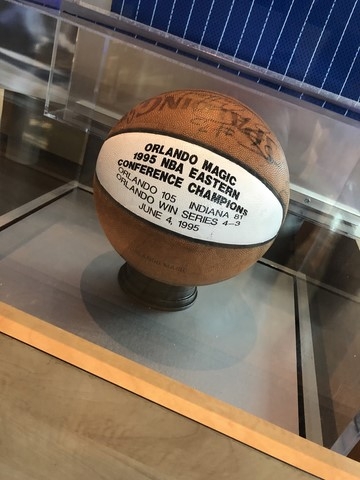 ORLANDO MAGIC
1995 NBA EASTERN
CONFERENCE CHAMPIONS
ORLANDO 105 INDIANA 81
ORLANDO WIN SERIES 4-3
JUNE 4, 1995